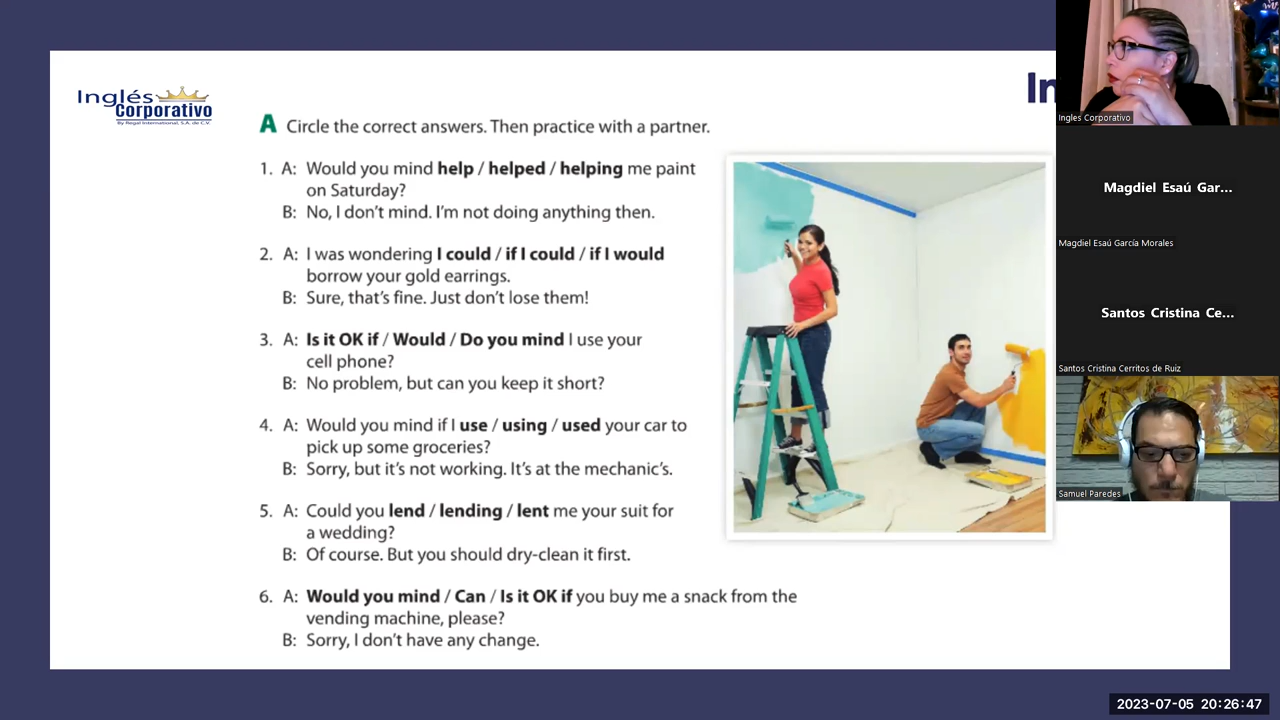 Inglés
Corporativo
By Regal International, S.A. de C.V.
In
A Circle the correct answers. Then practice with a partner.
1. A: Would you mind help / helped / helping me paint
on Saturday?
B: No, I don't mind. I'm not doing anything then.
2. A: I was wondering I could / if I could / if I would
borrow your gold earrings.
B: Sure, that's fine. Just don't lose them!
3. A: Is it OK if / Would / Do you mind I use your
cell phone?
B: No problem, but can you keep it short?
4. A: Would you mind if I use / using / used your car to
pick up some groceries?
B: Sorry, but it's not working. It's at the mechanic's.
5. A: Could you lend / lending / lent me your suit for
a wedding?
B: Of course. But you should dry-clean it first.
6. A: Would you mind / Can / Is it OK if you buy me a snack from the
vending machine, please?
B: Sorry, I don't have any change.
Ingles Corporativo
Magdiel Esaú Gar...
Magdiel Esaú García Morales
Santos Cristina Ce...
Santos Cristina Cerritos de Ruiz
Samuel Paredes
2023-07-05 20:26:47